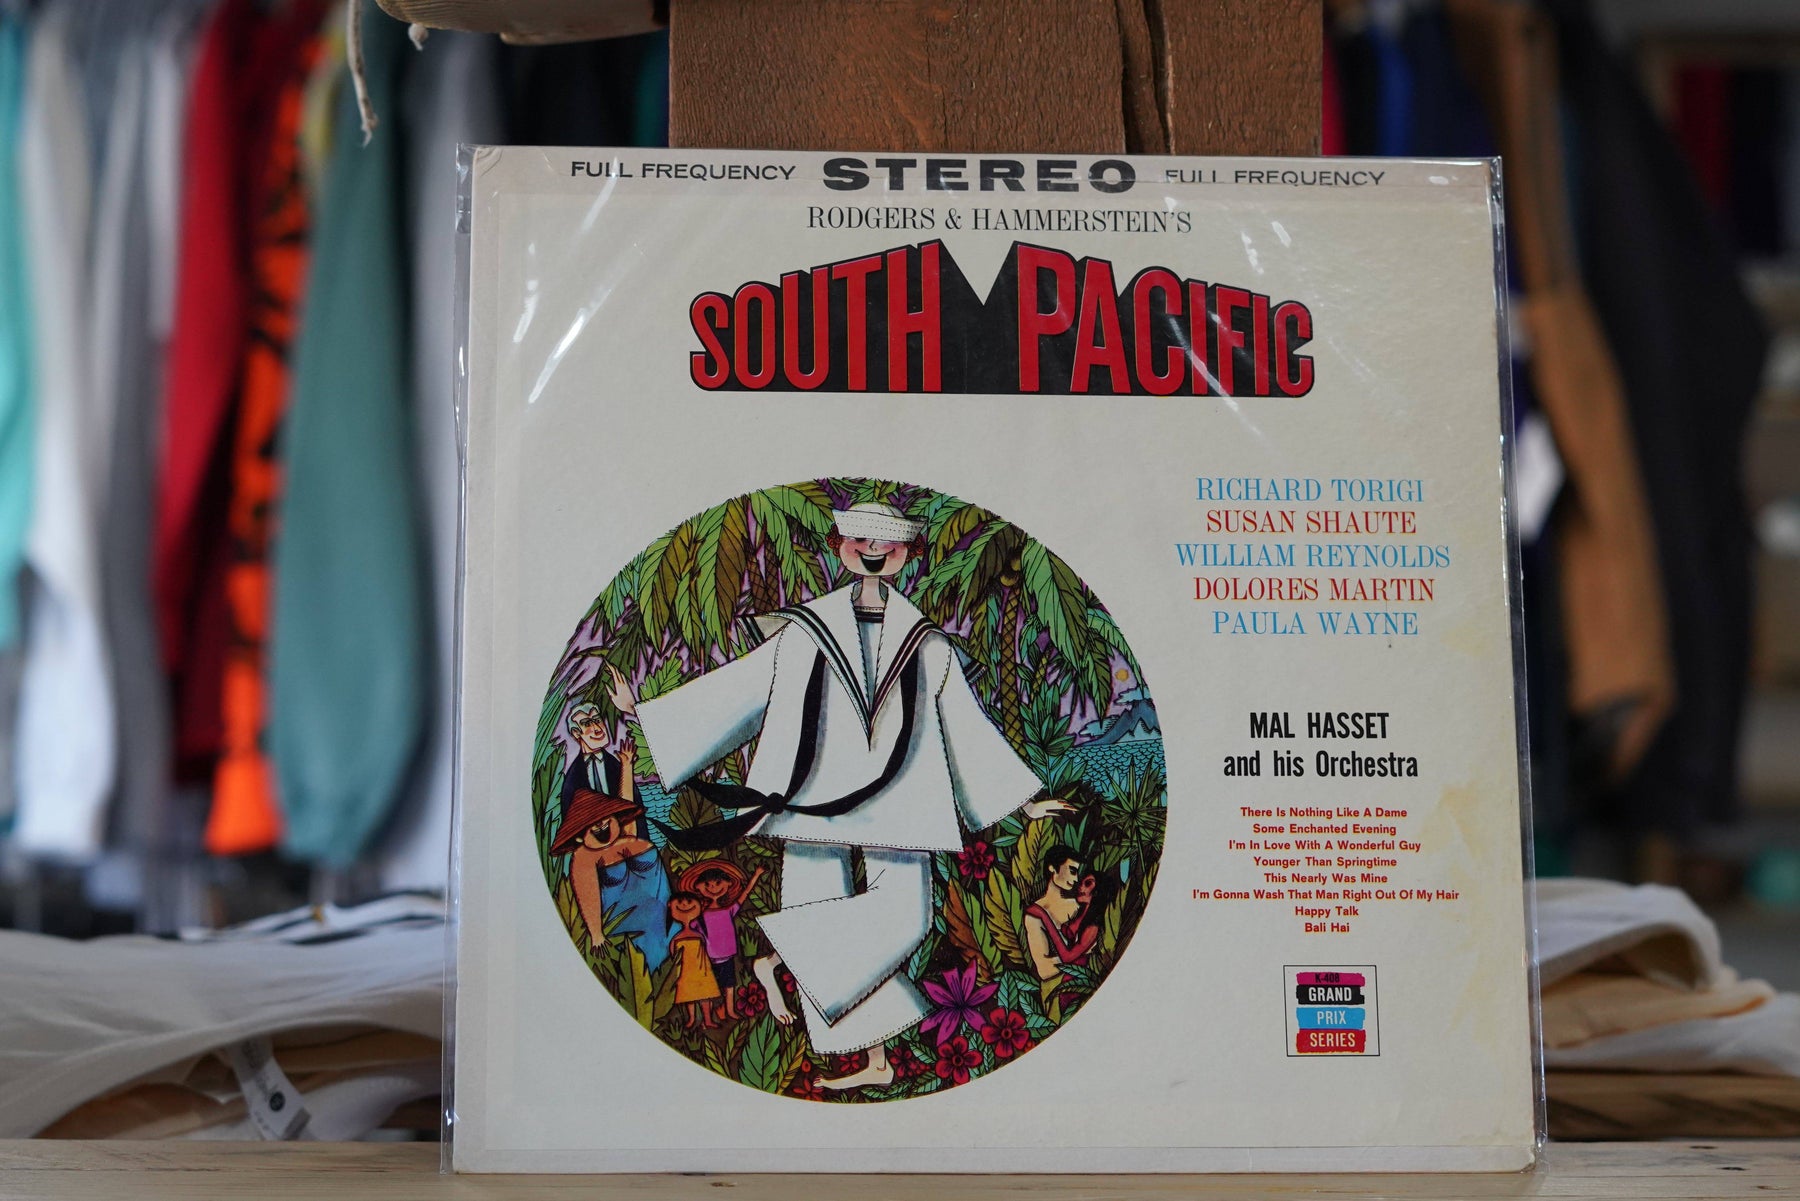 FULL FREQUENCY STEREO FULL FREQUENCY
RODGERS & HAMMERSTEIN'S
SOUTH PACIFIC
RICHARD TORIGI
SUSAN SHAUTE
WILLIAM REYNOLDS
DOLORES MARTIN
PAULA WAYNE
MAL HASSET
and his Orchestra
There Is Nothing Like A Dame
Some Enchanted Evening
I'm In Love With A Wonderful Guy
Younger Than Springtime
This Nearly Was Mine
I'm Gonna Wash That Man Right Out Of My Hair
Happy Talk
Bali Hai
K-408
GRAND
PRIX
SERIES